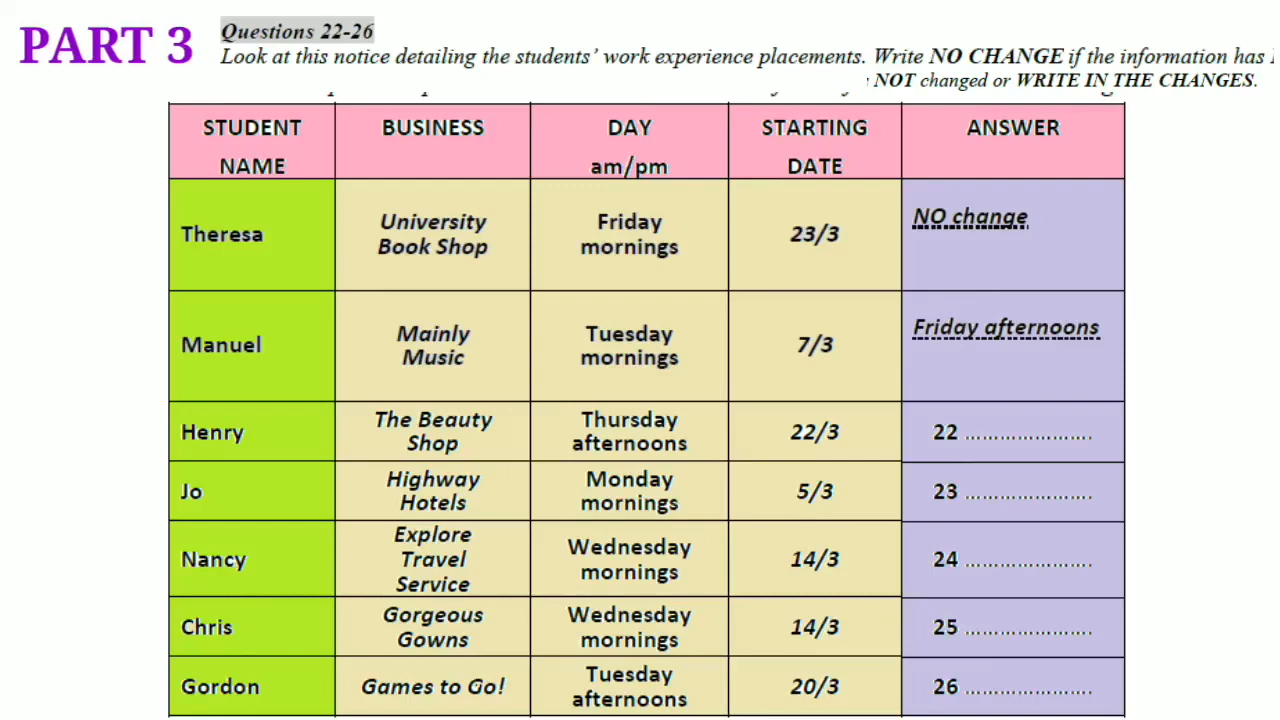 PART 3
Questions 22-26
Look at this notice detailing the students' work experience placements. Write NO CHANGE if the information has
NOT changed or WRITE IN THE CHANGES.
STUDENT NAME
BUSINESS
DAY am/pm
STARTING DATE
ANSWER
Theresa
University
Book Shop
Friday
mornings
23/3
NO change
Manuel
Mainly
Music
Tuesday
mornings
7/3
Friday afternoons
Henry
The Beauty
Shop
Thursday
afternoons
22/3
22 ......................
Jo
Highway
Hotels
Monday
mornings
5/3
23 ......................
Nancy
Explore
Travel
Service
Wednesday
mornings
14/3
24 ......................
Chris
Gorgeous
Gowns
Wednesday
mornings
14/3
25 ......................
Gordon
Games to Go!
Tuesday
afternoons
20/3
26 ......................